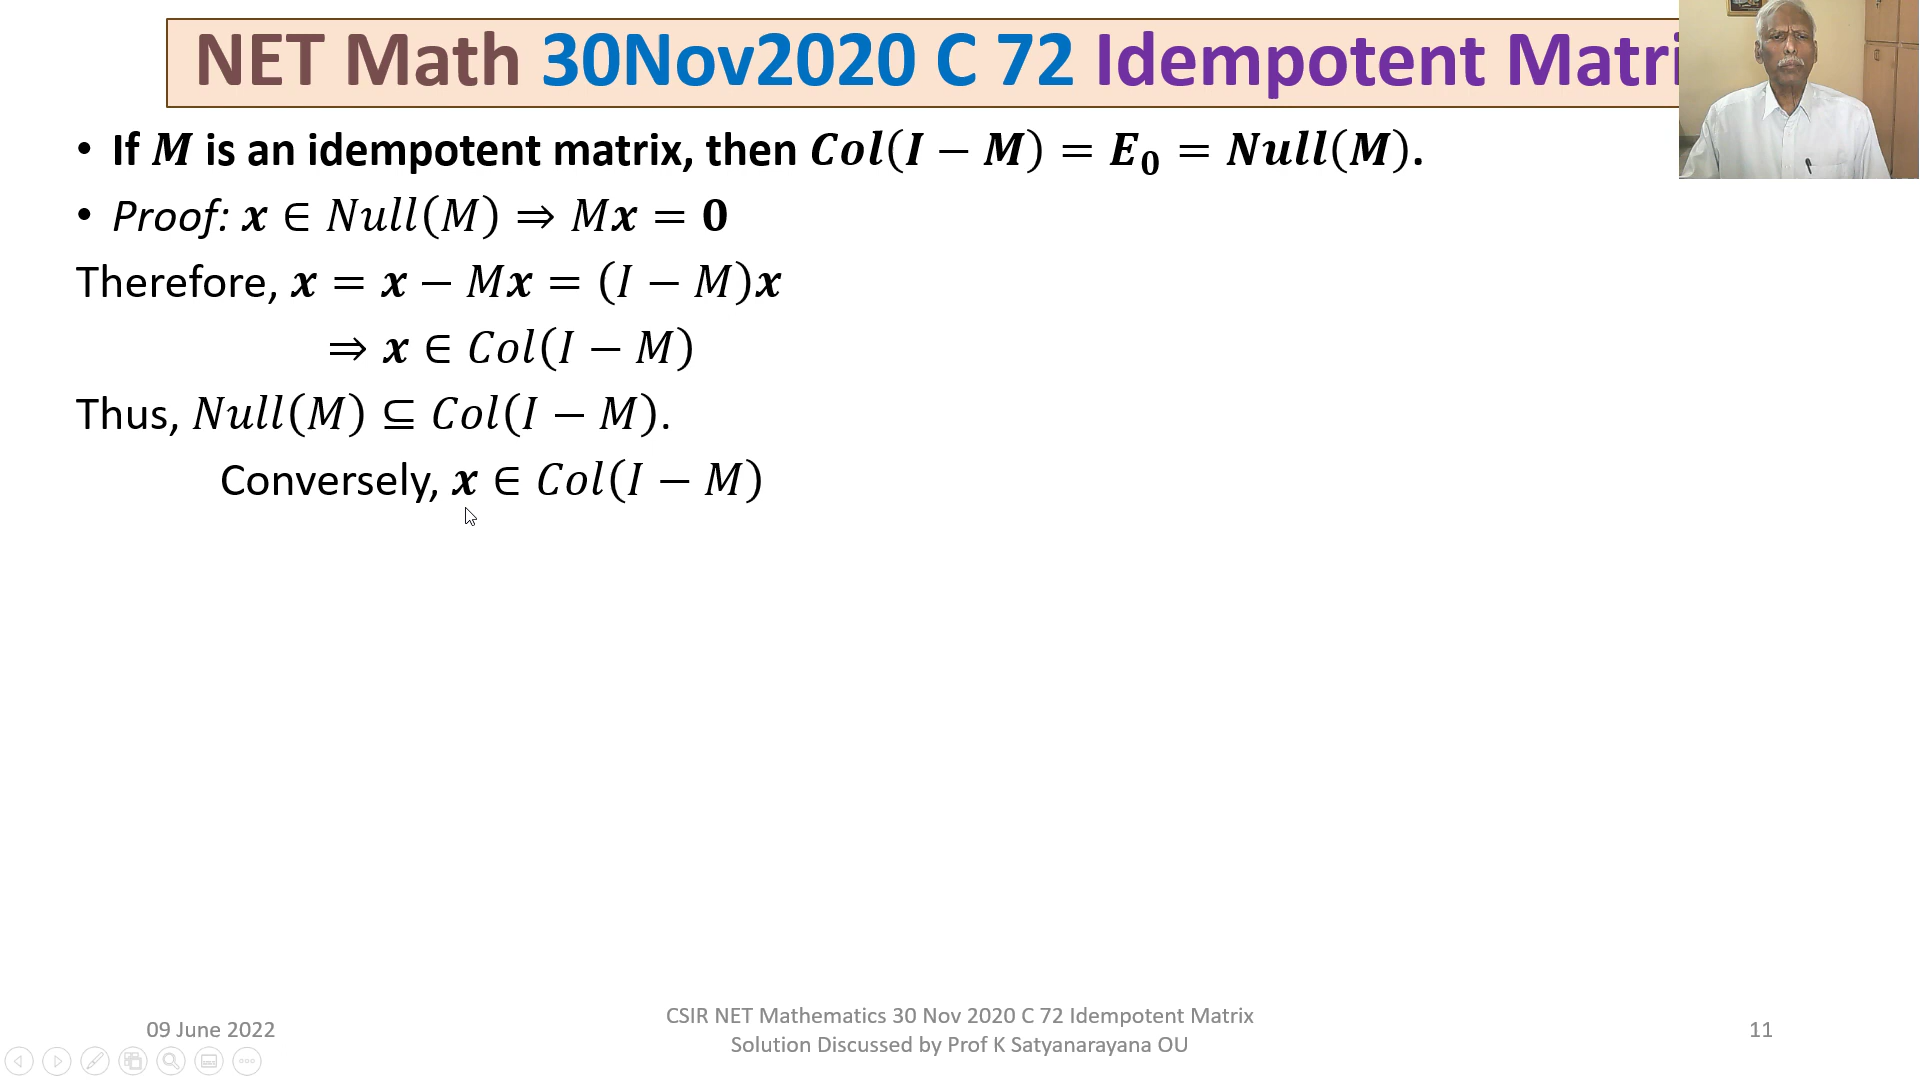 NET Math 30Nov2020 C 72 Idempotent Matri
• If 𝑴 is an idempotent matrix, then 𝑪𝒐𝒍(𝑰 − 𝑴) = 𝑬₀ = 𝑵𝒖𝒍𝒍(𝑴).
• Proof: 𝒙 ∈ 𝑁𝑢𝑙𝑙(𝑀) ⇒ 𝑀𝒙 = 𝟎
Therefore, 𝒙 = 𝒙 − 𝑀𝒙 = (𝐼 − 𝑀)𝒙
⇒ 𝒙 ∈ 𝐶𝑜𝑙(𝐼 − 𝑀)
Thus, 𝑁𝑢𝑙𝑙(𝑀) ⊆ 𝐶𝑜𝑙(𝐼 − 𝑀).
Conversely, 𝒙 ∈ 𝐶𝑜𝑙(𝐼 − 𝑀)
09 June 2022
CSIR NET Mathematics 30 Nov 2020 C 72 Idempotent Matrix
Solution Discussed by Prof K Satyanarayana OU
11